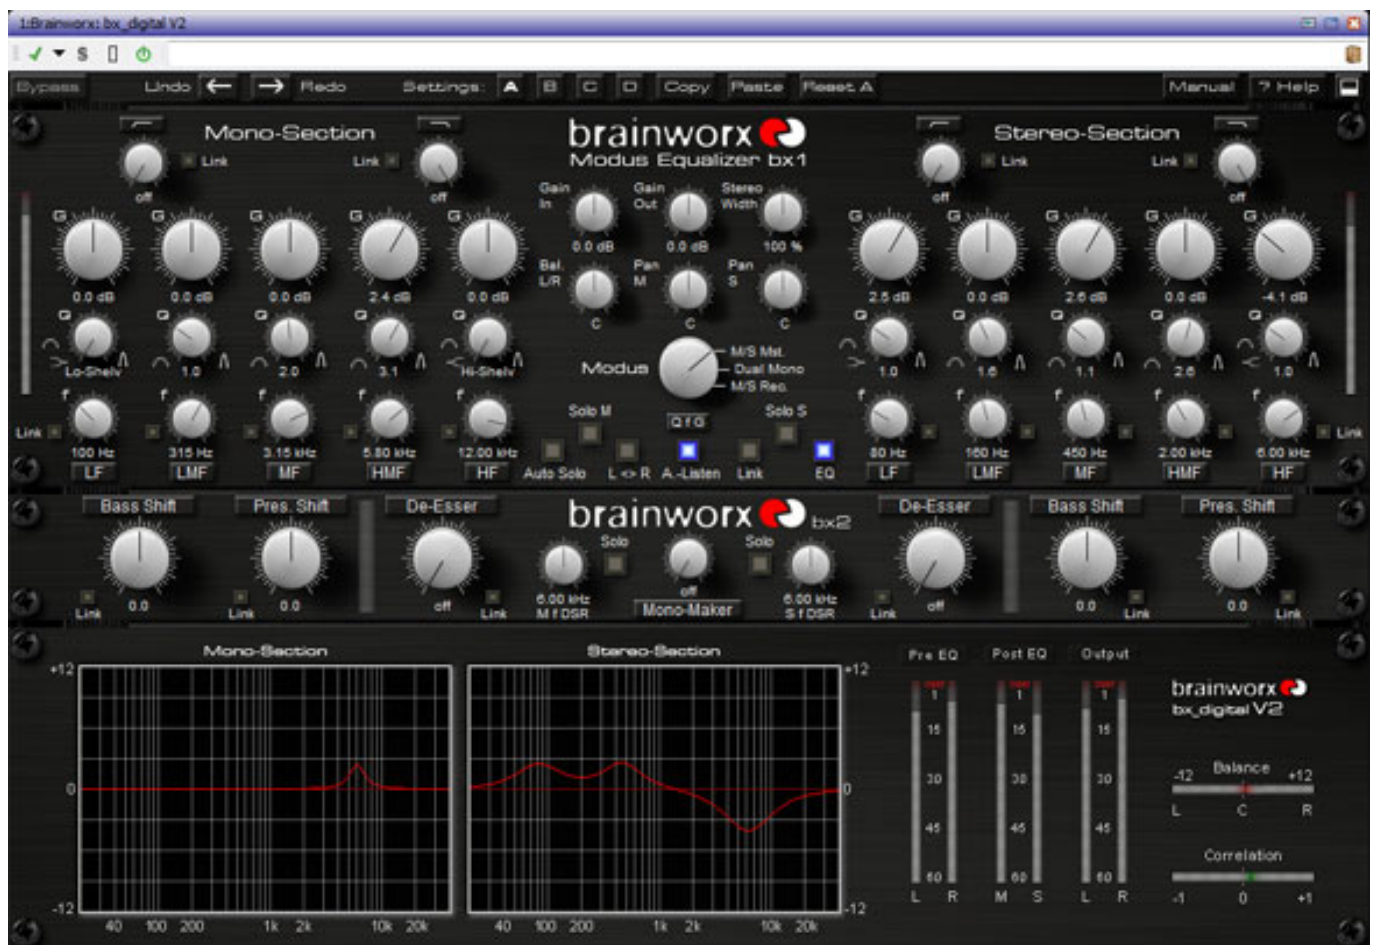 1:Brainworx: bx_digital V2
S
Bypass Undo Redo Settings: A B C D Copy Paste Reset A Manual ? Help
Mono-Section brainworx Stereo-Section
Link Link Modus Equalizer bx1 Link Link
off off off off
Gain In Gain Out Stereo Width
G G G G G G G G G G
0.0 dB 0.0 dB 100 %
Bal. L/R Pan M Pan S
0.0 dB 0.0 dB 0.0 dB 2.4 dB 0.0 dB 2.5 dB 0.0 dB 2.6 dB 0.0 dB -4.1 dB
Q Q Q Q Q C C C Q Q Q Q Q
Lo-Shelv 1.0 2.0 3.1 Hi-Shelv 1.0 1.6 1.1 2.6 1.0
Modus M/S Mst.
Dual Mono
M/S Rec.
f f f f f f f f f f
Solo M Q f G Solo S
Link Link
100 Hz 315 Hz 3.15 kHz 5.80 kHz 12.00 kHz 80 Hz 160 Hz 450 Hz 2.00 kHz 6.00 kHz
LF LMF MF HMF HF Auto Solo L <> R A.-Listen Link EQ LF LMF MF HMF HF
Bass Shift Pres. Shift De-Esser brainworx bx2 De-Esser Bass Shift Pres. Shift
Solo Solo
off
Link 0.0 Link 0.0 off Link 6.00 kHz 6.00 kHz Link off 0.0 Link 0.0 Link
M f DSR Mono-Maker S f DSR
Mono-Section Stereo-Section Pre EQ Post EQ Output
+12 +12
1 1 1
brainworx
bx_digital V2
15 15 15
0 0
30 30 30
-12 Balance +12
L C R
45 45 45
Correlation
60 60 60
-12 -12
L R M S L R
-1 0 +1
40 100 200 1k 2k 10k 20k 40 100 200 1k 2k 10k 20k